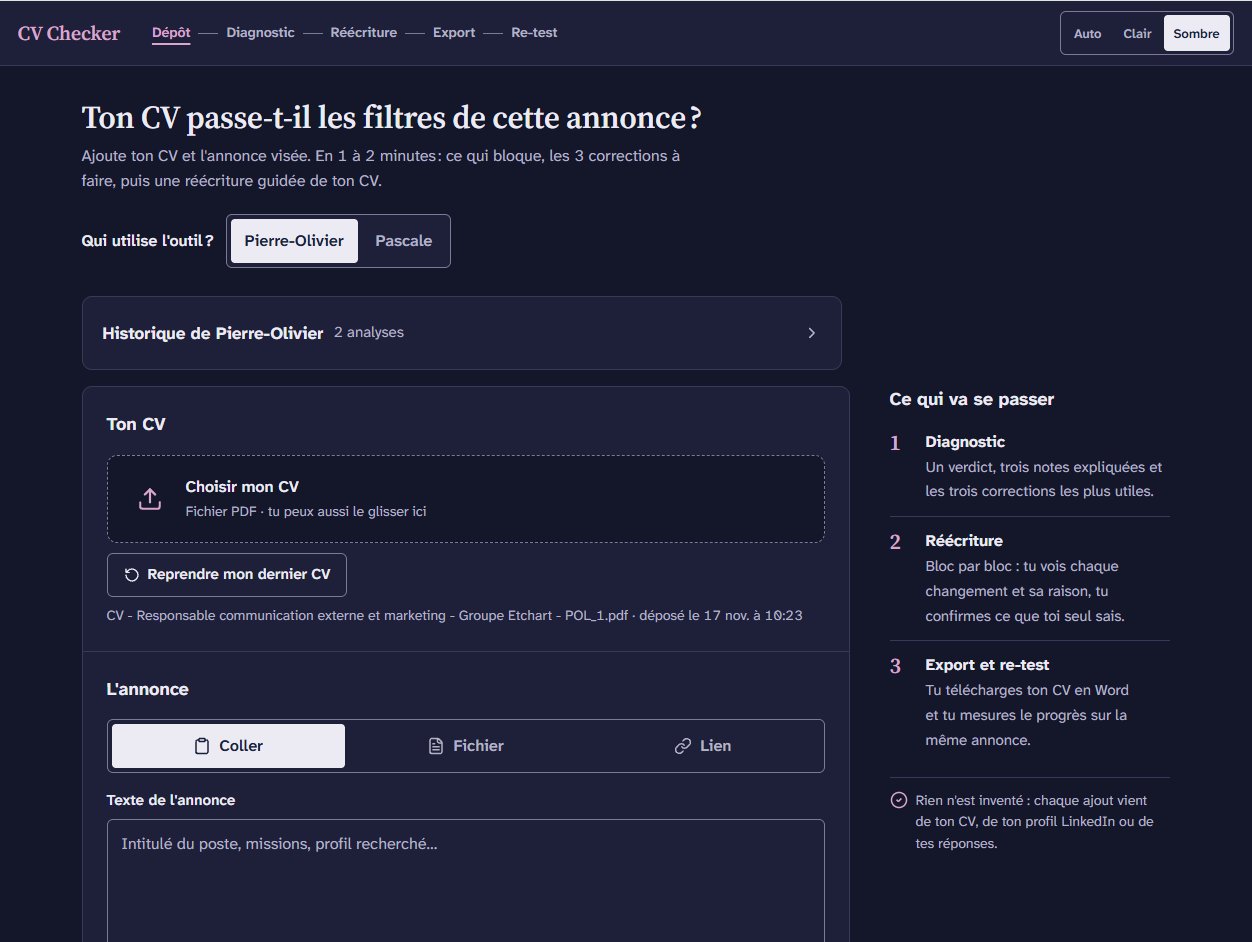 CV Checker
Dépôt — Diagnostic — Réécriture — Export — Re-test
Auto Clair Sombre
Ton CV passe-t-il les filtres de cette annonce ?
Ajoute ton CV et l'annonce visée. En 1 à 2 minutes : ce qui bloque, les 3 corrections à
faire, puis une réécriture guidée de ton CV.
Qui utilise l'outil ? Pierre-Olivier Pascale
Historique de Pierre-Olivier 2 analyses
Ton CV
Choisir mon CV
Fichier PDF · tu peux aussi le glisser ici
Reprendre mon dernier CV
CV - Responsable communication externe et marketing - Groupe Etchart - POL_1.pdf · déposé le 17 nov. à 10:23
L'annonce
Coller Fichier Lien
Texte de l'annonce
Intitulé du poste, missions, profil recherché...
Ce qui va se passer
1 Diagnostic
Un verdict, trois notes expliquées et
les trois corrections les plus utiles.
2 Réécriture
Bloc par bloc : tu vois chaque
changement et sa raison, tu
confirmes ce que toi seul sais.
3 Export et re-test
Tu télécharges ton CV en Word
et tu mesures le progrès sur la
même annonce.
Rien n'est inventé : chaque ajout vient
de ton CV, de ton profil LinkedIn ou de
tes réponses.